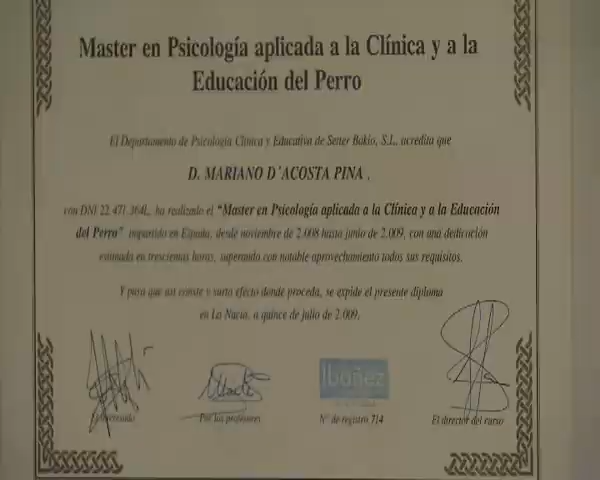 Master en Psicología aplicada a la Clínica y a la
Educación del Perro
El Departamento de Psicología Clínica y Educativa de Senter Bakio, S.L., acredita que
D. MARIANO D'ACOSTA PINA ,
con DNI 22.471.364L, ha realizado el "Master en Psicología aplicada a la Clínica y a la Educación
del Perro" impartido en España, desde noviembre de 2.008 hasta junio de 2.009, con una dedicación
estimada en trescientas horas, superando con notable aprovechamiento todos sus requisitos.
Y para que así conste y surta efecto donde proceda, se expide el presente diploma
en La Nucia, a quince de julio de 2.009.
Ibáñez
El interesado Por los profesores Nº de registro 714 El director del curso